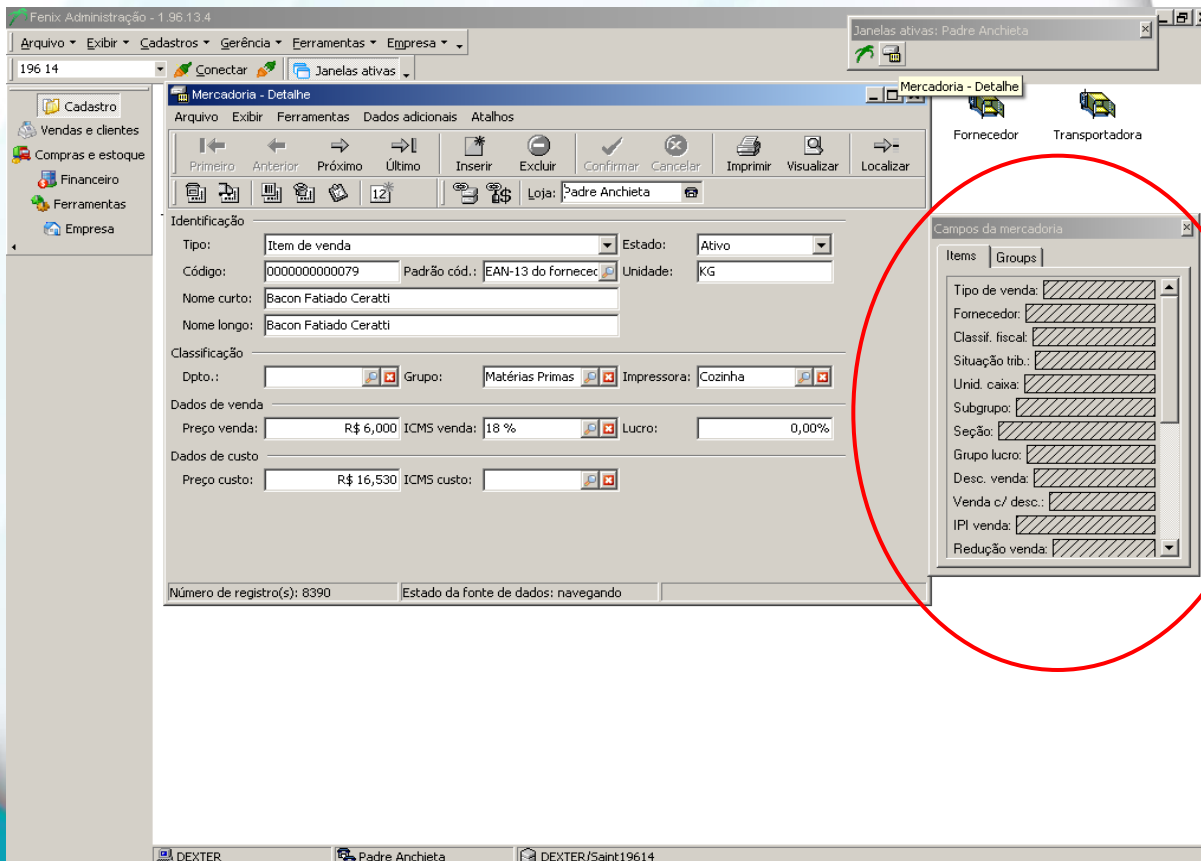 Fenix Administração - 1.96.13.4
Arquivo Exibir Cadastros Gerência Ferramentas Empresa
196 14 Conectar Janelas ativas
Janelas ativas: Padre Anchieta
Mercadoria - Detalhe
Cadastro
Vendas e clientes
Compras e estoque
Financeiro
Ferramentas
Empresa
Fornecedor Transportadora
Mercadoria - Detalhe
Arquivo Exibir Ferramentas Dados adicionais Atalhos
Primeiro Anterior Próximo Último Inserir Excluir Confirmar Cancelar Imprimir Visualizar Localizar
12 Loja: Padre Anchieta
Identificação
Tipo: Item de venda Estado: Ativo
Código: 0000000000079 Padrão cód.: EAN-13 do fornecec Unidade: KG
Nome curto: Bacon Fatiado Ceratti
Nome longo: Bacon Fatiado Ceratti
Classificação
Dpto.: Grupo: Matérias Primas Impressora: Cozinha
Dados de venda
Preço venda: R$ 6,000 ICMS venda: 18 % Lucro: 0,00%
Dados de custo
Preço custo: R$ 16,530 ICMS custo:
Número de registro(s): 8390 Estado da fonte de dados: navegando
Campos da mercadoria
Items Groups
Tipo de venda:
Fornecedor:
Classif. fiscal:
Situação trib.:
Unid. caixa:
Subgrupo:
Seção:
Grupo lucro:
Desc. venda:
Venda c/ desc.:
IPI venda:
Redução venda:
DEXTER Padre Anchieta DEXTER/Saint19614